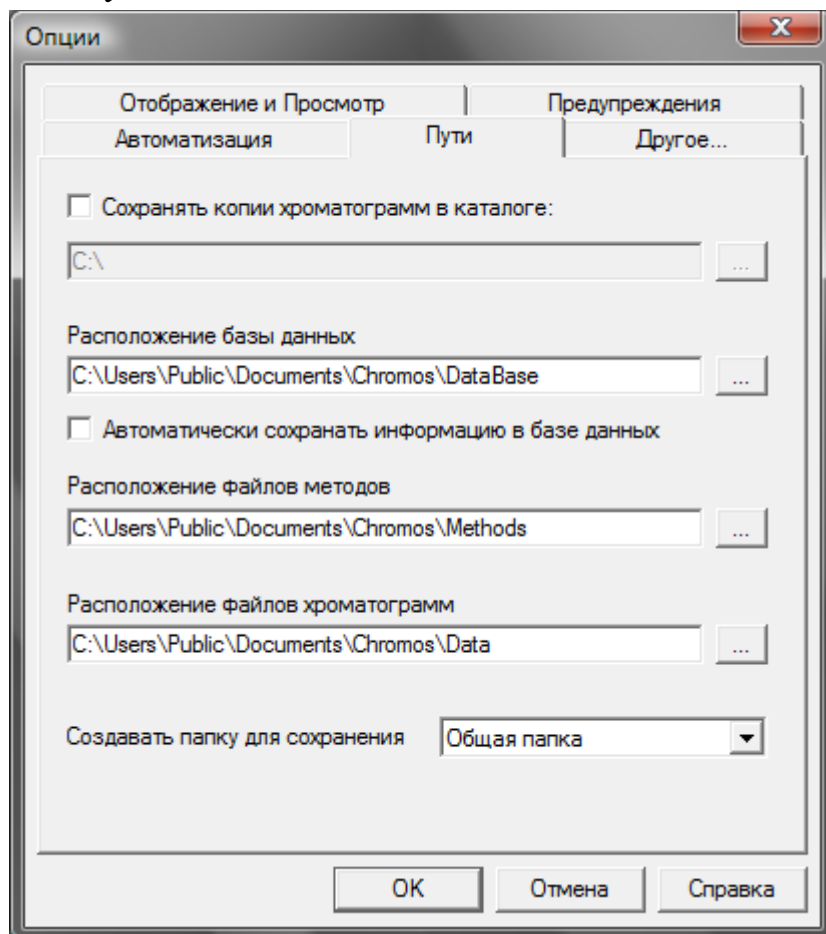 Опции
Отображение и Просмотр
Предупреждения
Автоматизация
Пути
Другое...
Сохранять копии хроматограмм в каталоге:
C:\
...
Расположение базы данных
C:\Users\Public\Documents\Chromos\DataBase
...
Автоматически сохранать информацию в базе данных
Расположение файлов методов
C:\Users\Public\Documents\Chromos\Methods
...
Расположение файлов хроматограмм
C:\Users\Public\Documents\Chromos\Data
...
Создавать папку для сохранения
Общая папка
OK
Отмена
Справка